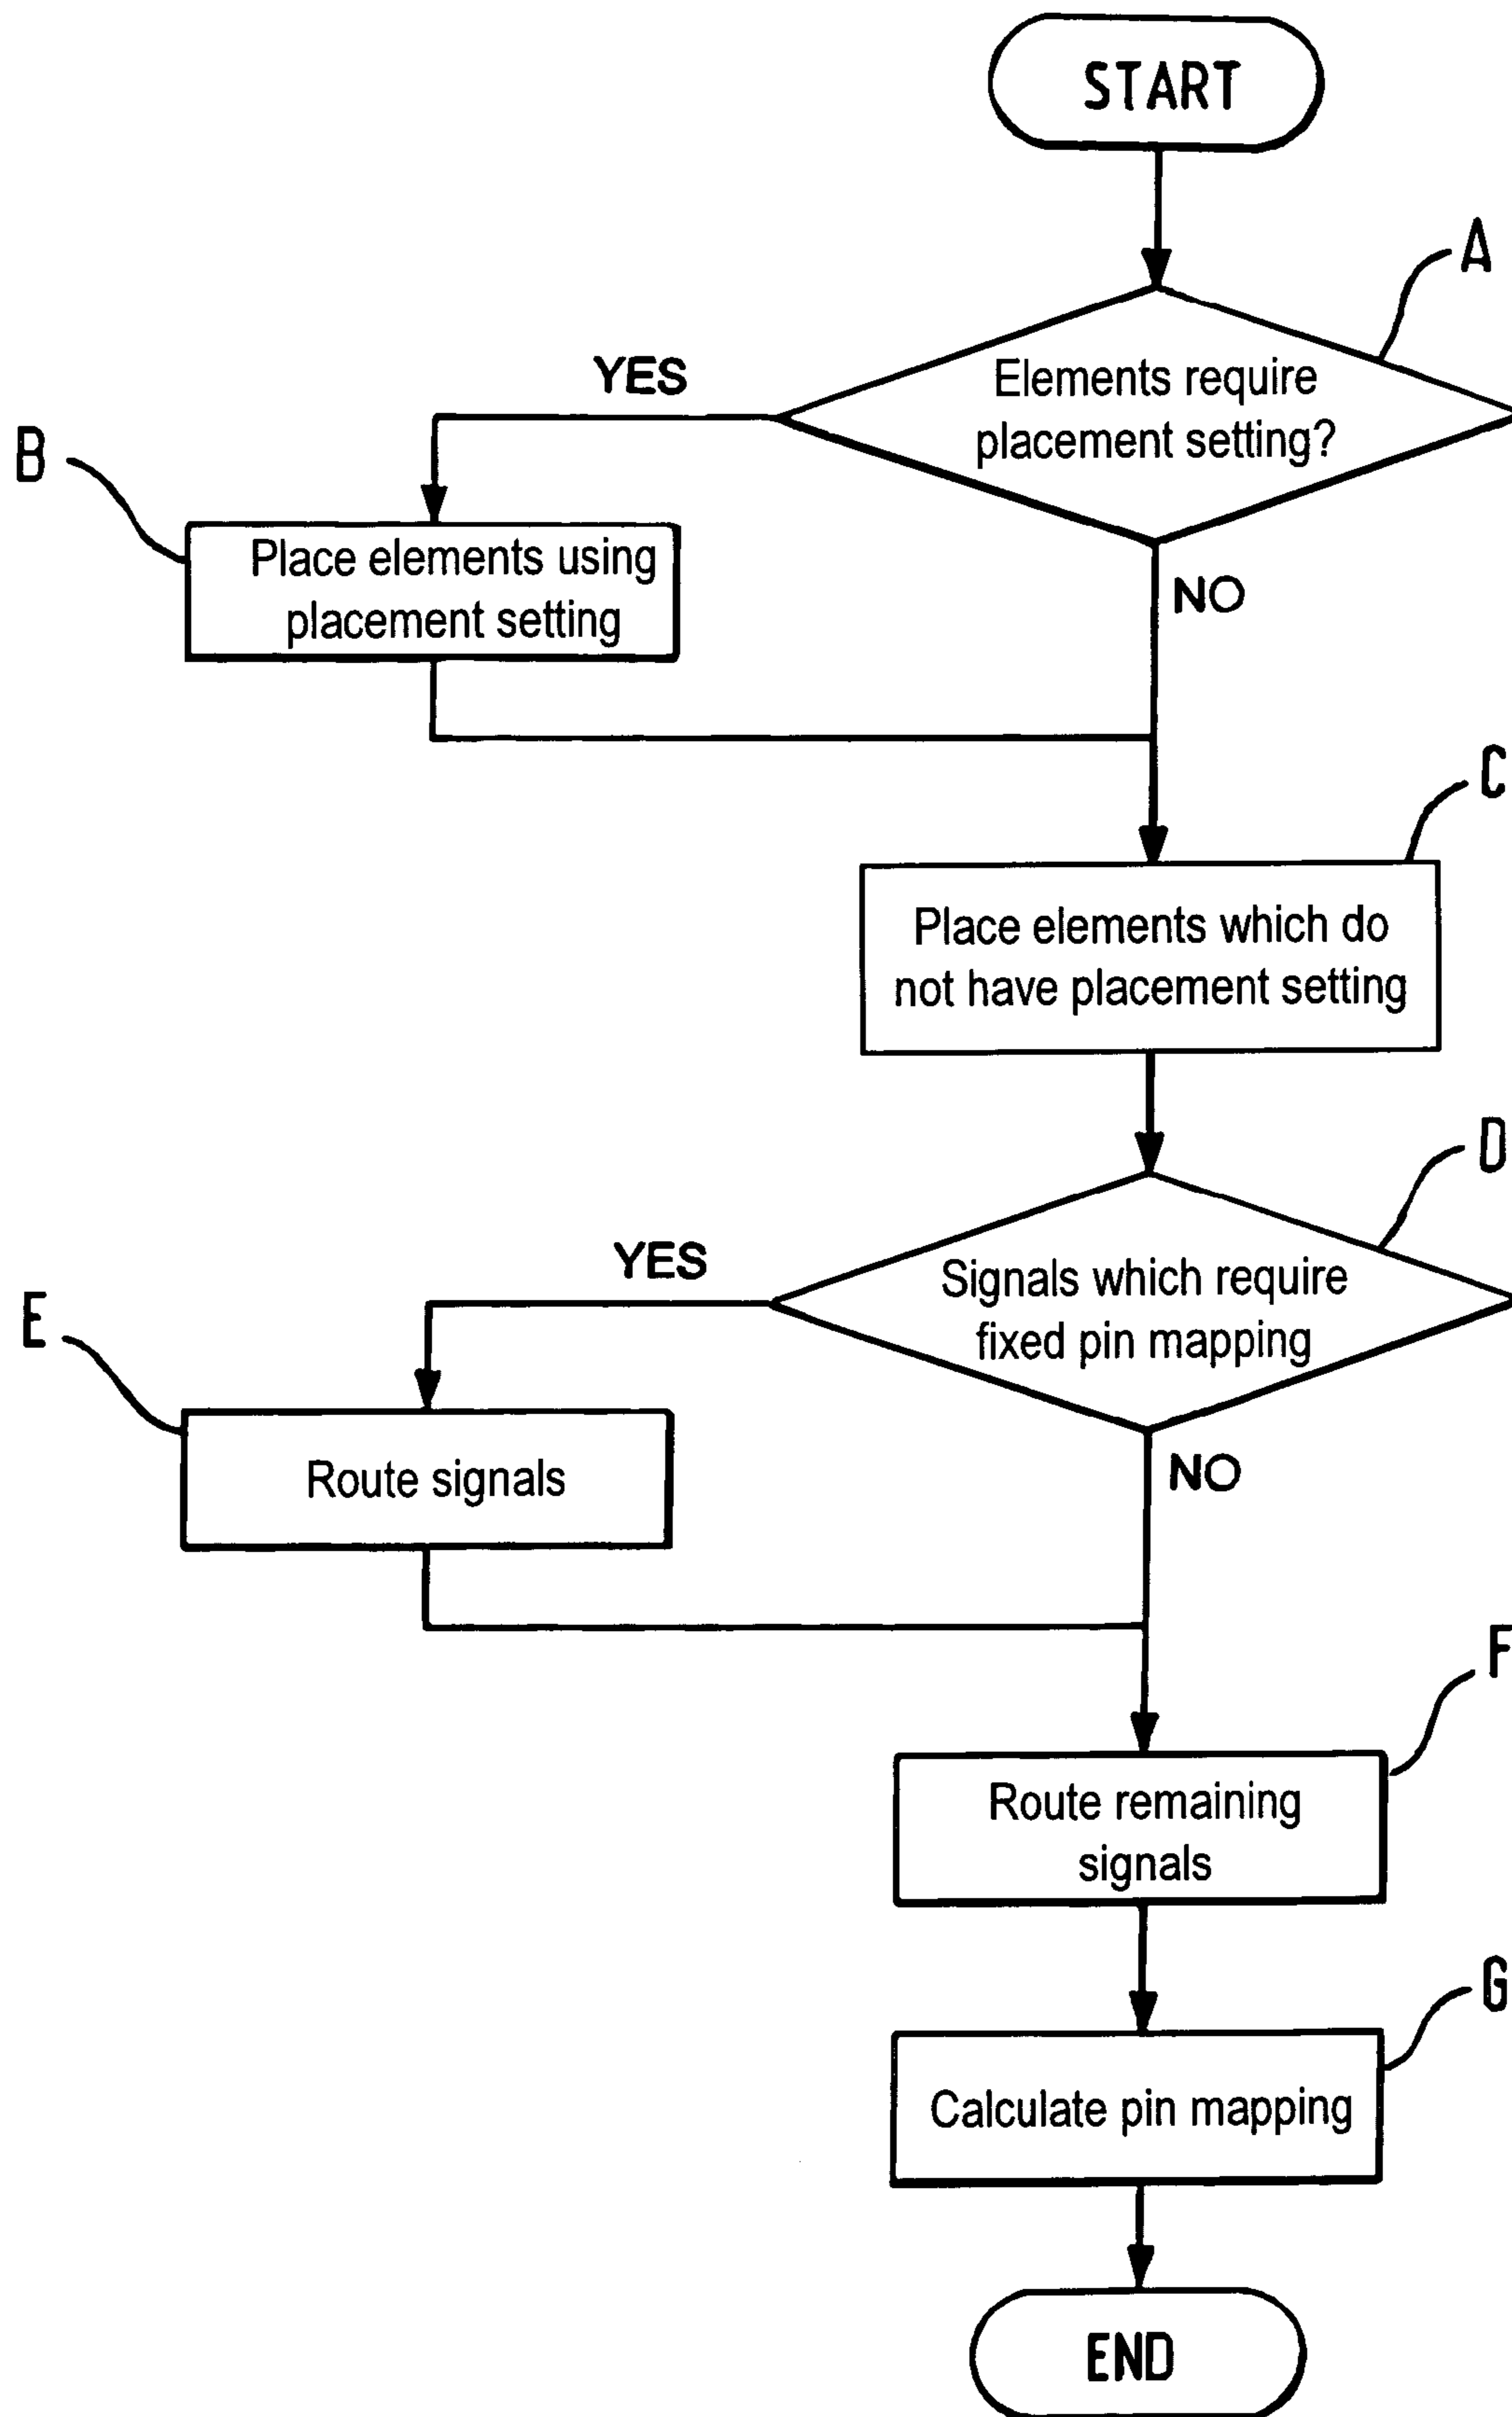 START
A
Elements require
placement setting?
YES
B
Place elements using
placement setting
NO
C
Place elements which do
not have placement setting
D
Signals which require
fixed pin mapping
YES
E
Route signals
NO
F
Route remaining
signals
G
Calculate pin mapping
END